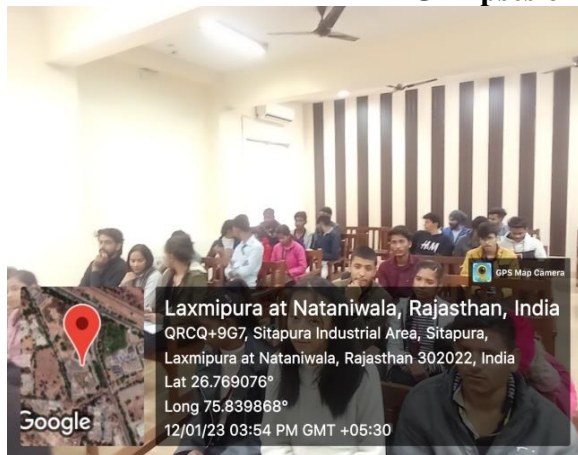 GPS Map Camera
Laxmipura at Nataniwala, Rajasthan, India
QRCQ+9G7, Sitapura Industrial Area, Sitapura,
Laxmipura at Nataniwala, Rajasthan 302022, India
Lat 26.769076°
Long 75.839868°
12/01/23 03:54 PM GMT +05:30
Google
H&M